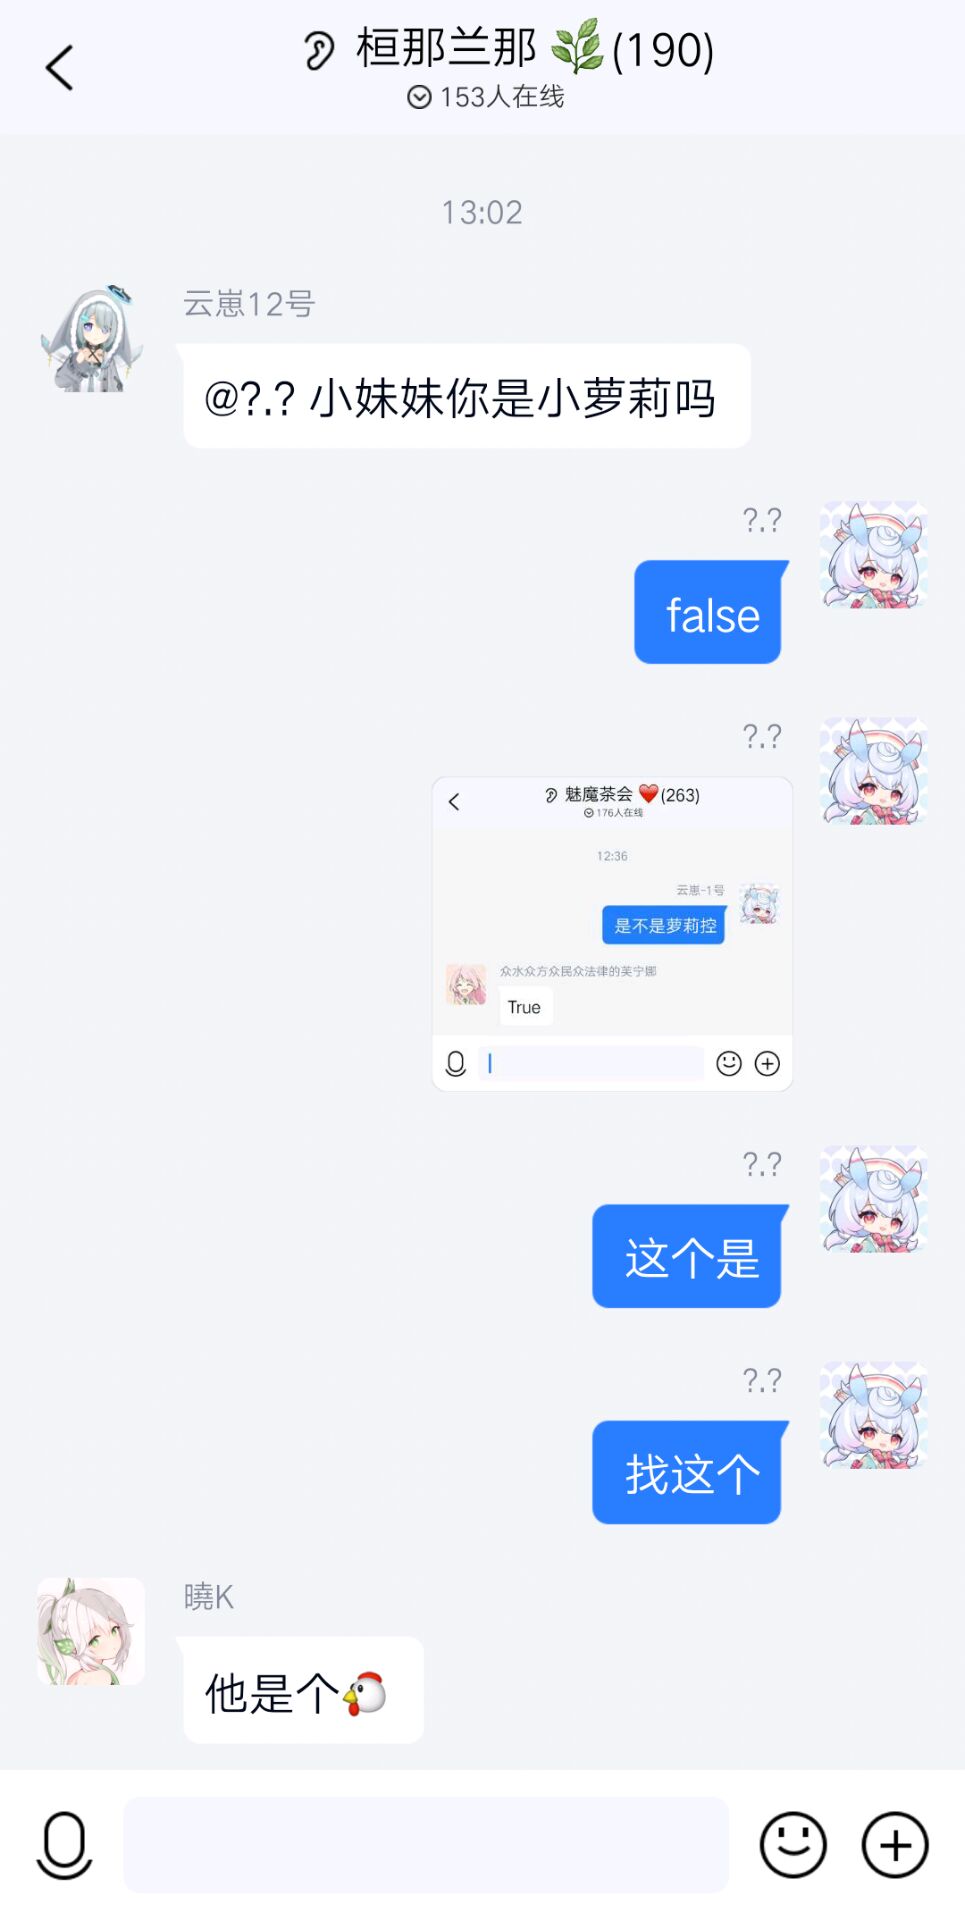 桓那兰那🌿(190)
153人在线
13:02
云崽12号
@?.? 小妹妹你是小萝莉吗
?.?
false
?.?
魅魔茶会❤️(263)
176人在线
12:36
云崽-1号
是不是萝莉控
众水众方众民众法律的芙宁娜
True
?.?
这个是
?.?
找这个
曉K
他是个🐔